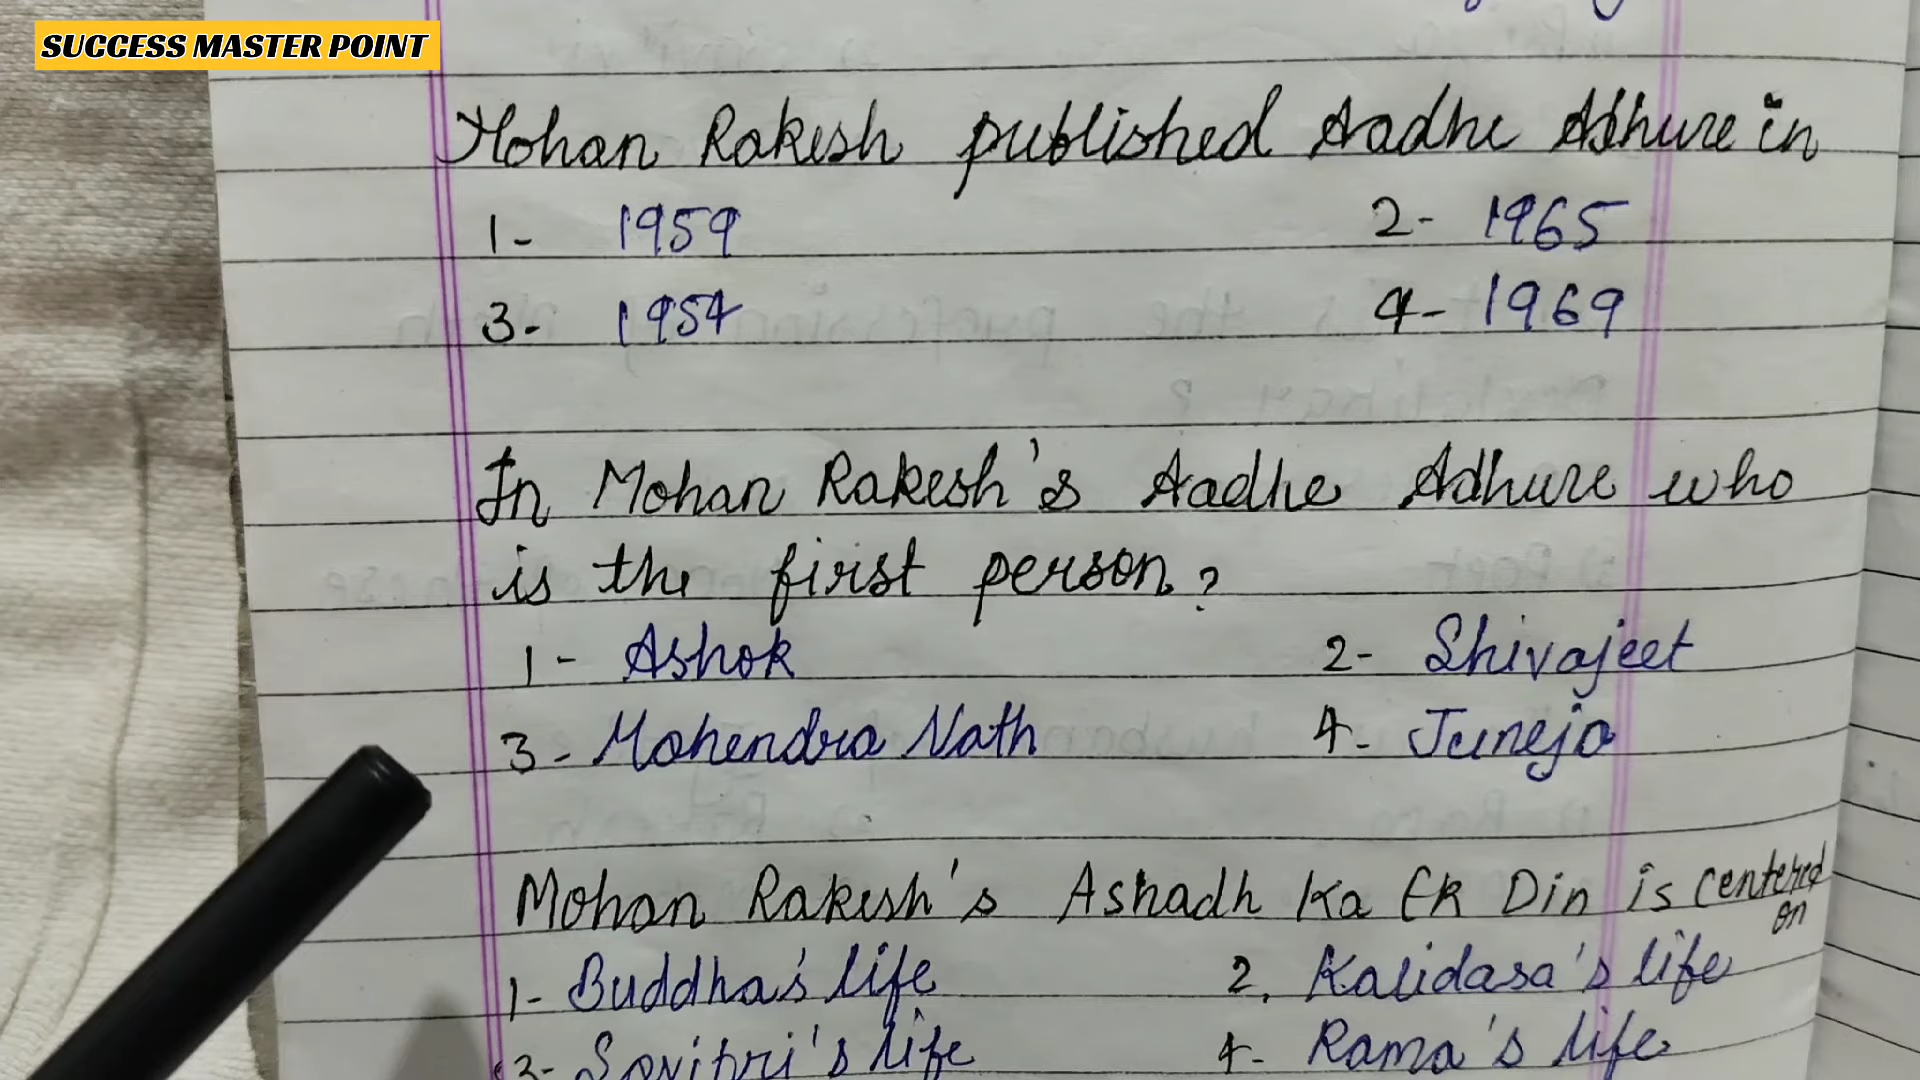 SUCCESS MASTER POINT
Mohan Rakesh published Aadhe Adhure in
1- 1959 2- 1965
3- 1954 4- 1969
In Mohan Rakesh's Aadhe Adhure who
is the first person?
1- Ashok 2- Shivajeet
3- Mohendra Nath 4- Juneja
Mohan Rakesh's Ashadh Ka Ek Din is centered
on
1- Buddha's life 2. Kalidasa's life
3- Savitri's life 4- Rama's life